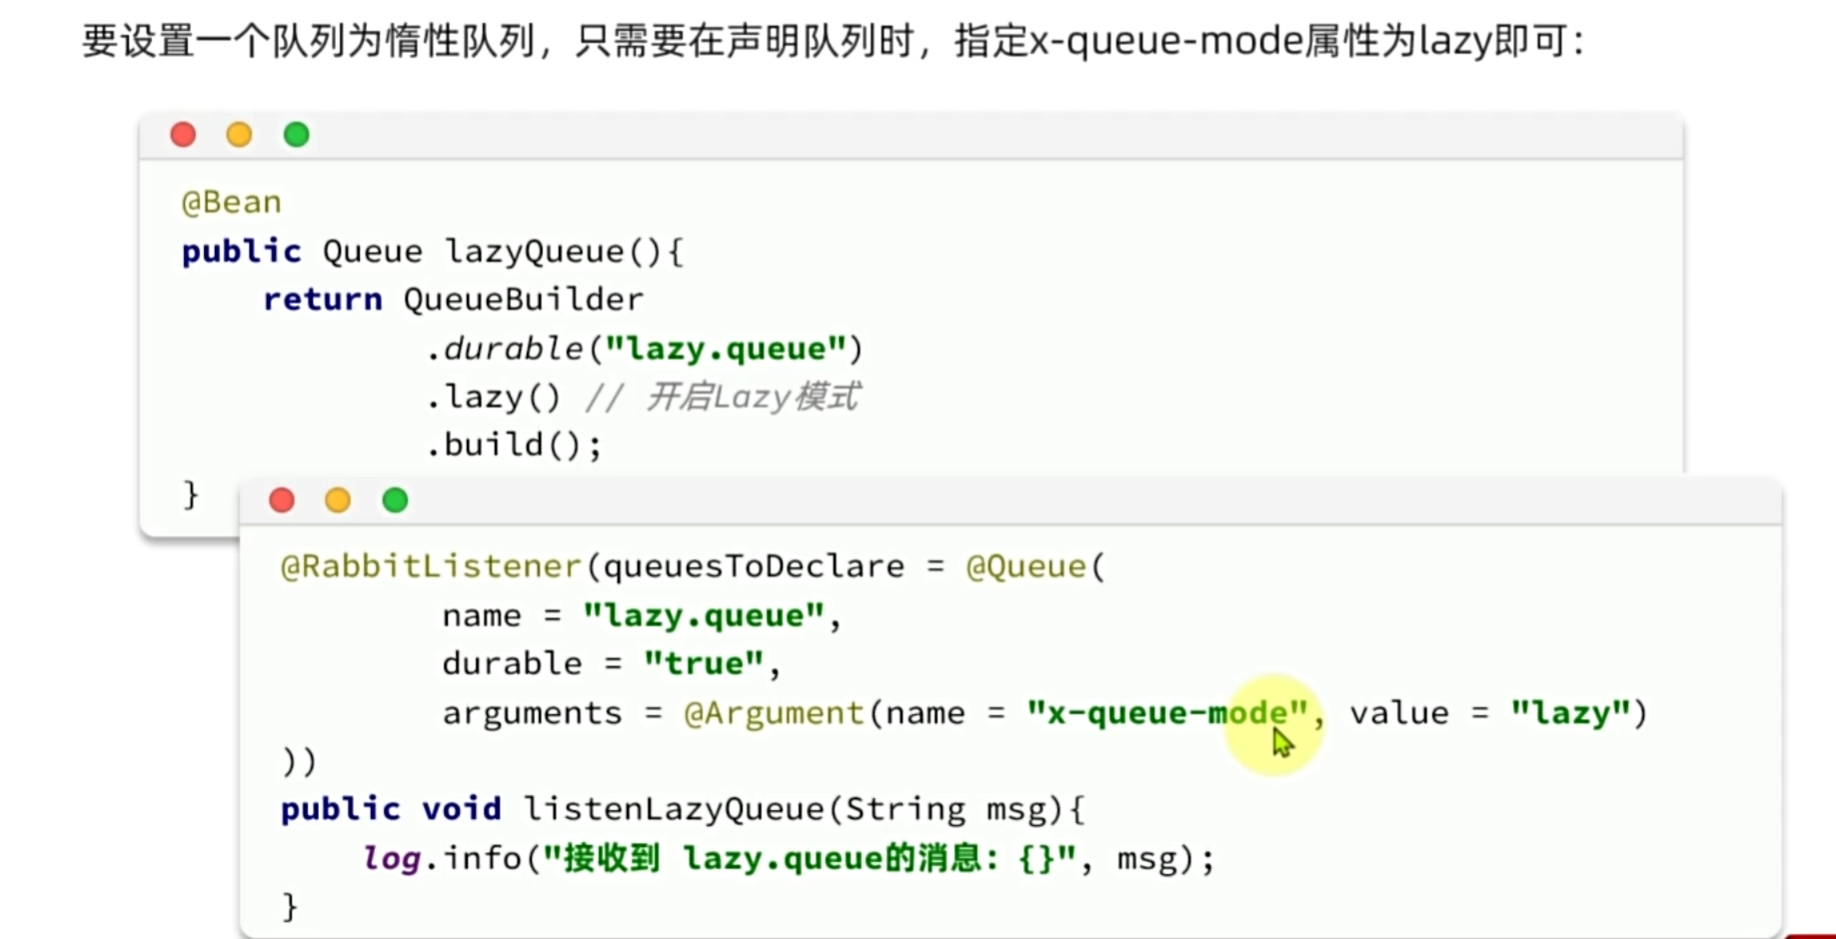 要设置一个队列为惰性队列，只需要在声明队列时，指定x-queue-mode属性为lazy即可：
@Bean
public Queue lazyQueue(){
return QueueBuilder
.durable("lazy.queue")
.lazy() // 开启Lazy模式
.build();
}
@RabbitListener(queuesToDeclare = @Queue(
name = "lazy.queue",
durable = "true",
arguments = @Argument(name = "x-queue-mode", value = "lazy")
))
public void listenLazyQueue(String msg){
log.info("接收到 lazy.queue的消息：{}", msg);
}